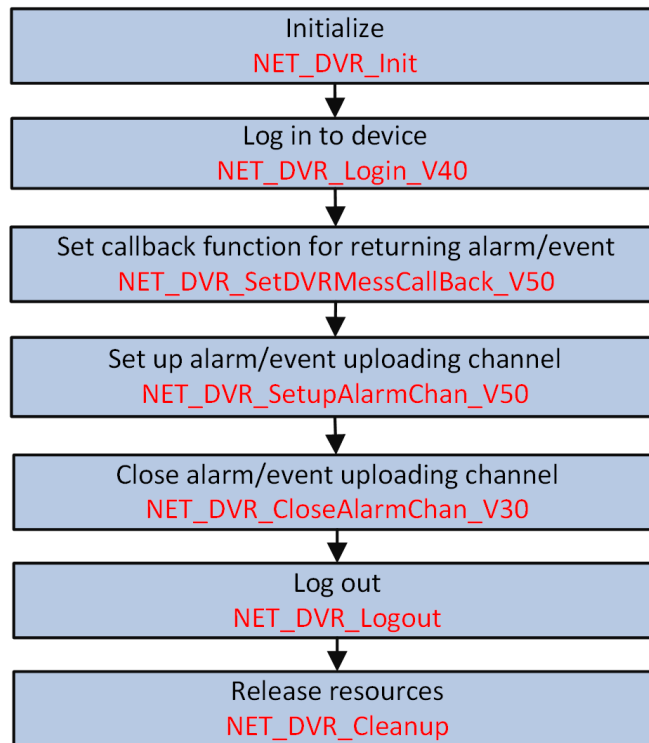 Initialize
NET_DVR_Init
Log in to device
NET_DVR_Login_V40
Set callback function for returning alarm/event
NET_DVR_SetDVRMessCallBack_V50
Set up alarm/event uploading channel
NET_DVR_SetupAlarmChan_V50
Close alarm/event uploading channel
NET_DVR_CloseAlarmChan_V30
Log out
NET_DVR_Logout
Release resources
NET_DVR_Cleanup